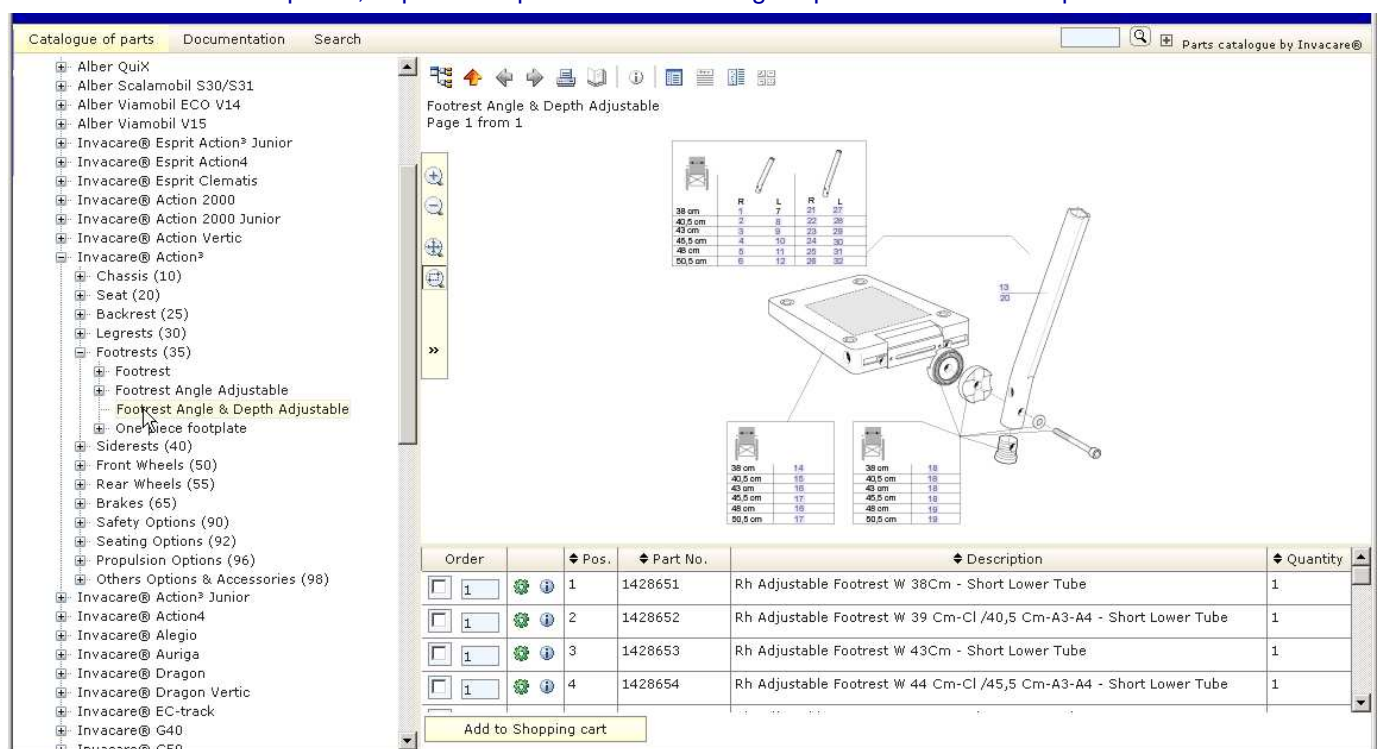 Catalogue of parts Documentation Search
Parts catalogue by Invacare®
Alber QuiX
Alber Scalamobil S30/S31
Alber Viamobil ECO V14
Alber Viamobil V15
Invacare® Esprit Action³ Junior
Invacare® Esprit Action4
Invacare® Esprit Clematis
Invacare® Action 2000
Invacare® Action 2000 Junior
Invacare® Action Vertic
Invacare® Action³
Chassis (10)
Seat (20)
Backrest (25)
Legrests (30)
Footrests (35)
Footrest
Footrest Angle Adjustable
Footrest Angle & Depth Adjustable
One piece footplate
Siderests (40)
Front Wheels (50)
Rear Wheels (55)
Brakes (65)
Safety Options (90)
Seating Options (92)
Propulsion Options (96)
Others Options & Accessories (98)
Invacare® Action³ Junior
Invacare® Action4
Invacare® Alegio
Invacare® Auriga
Invacare® Dragon
Invacare® Dragon Vertic
Invacare® EC-track
Invacare® G40
Footrest Angle & Depth Adjustable
Page 1 from 1
»
R L R L
38 cm 1 7 21 27
40,5 cm 2 8 22 28
43 cm 3 9 23 29
45,5 cm 4 10 24 30
48 cm 5 11 25 31
50,5 cm 6 12 26 32
13
20
38 cm 14
40,5 cm 15
43 cm 16
45,5 cm 17
48 cm 16
50,5 cm 17
38 cm 18
40,5 cm 18
43 cm 18
45,5 cm 18
48 cm 19
50,5 cm 19
Order Pos. Part No. Description Quantity
1 1 1428651 Rh Adjustable Footrest W 38Cm - Short Lower Tube 1
1 2 1428652 Rh Adjustable Footrest W 39 Cm-Cl /40,5 Cm-A3-A4 - Short Lower Tube 1
1 3 1428653 Rh Adjustable Footrest W 43Cm - Short Lower Tube 1
1 4 1428654 Rh Adjustable Footrest W 44 Cm-Cl /45,5 Cm-A3-A4 - Short Lower Tube 1
Add to Shopping cart